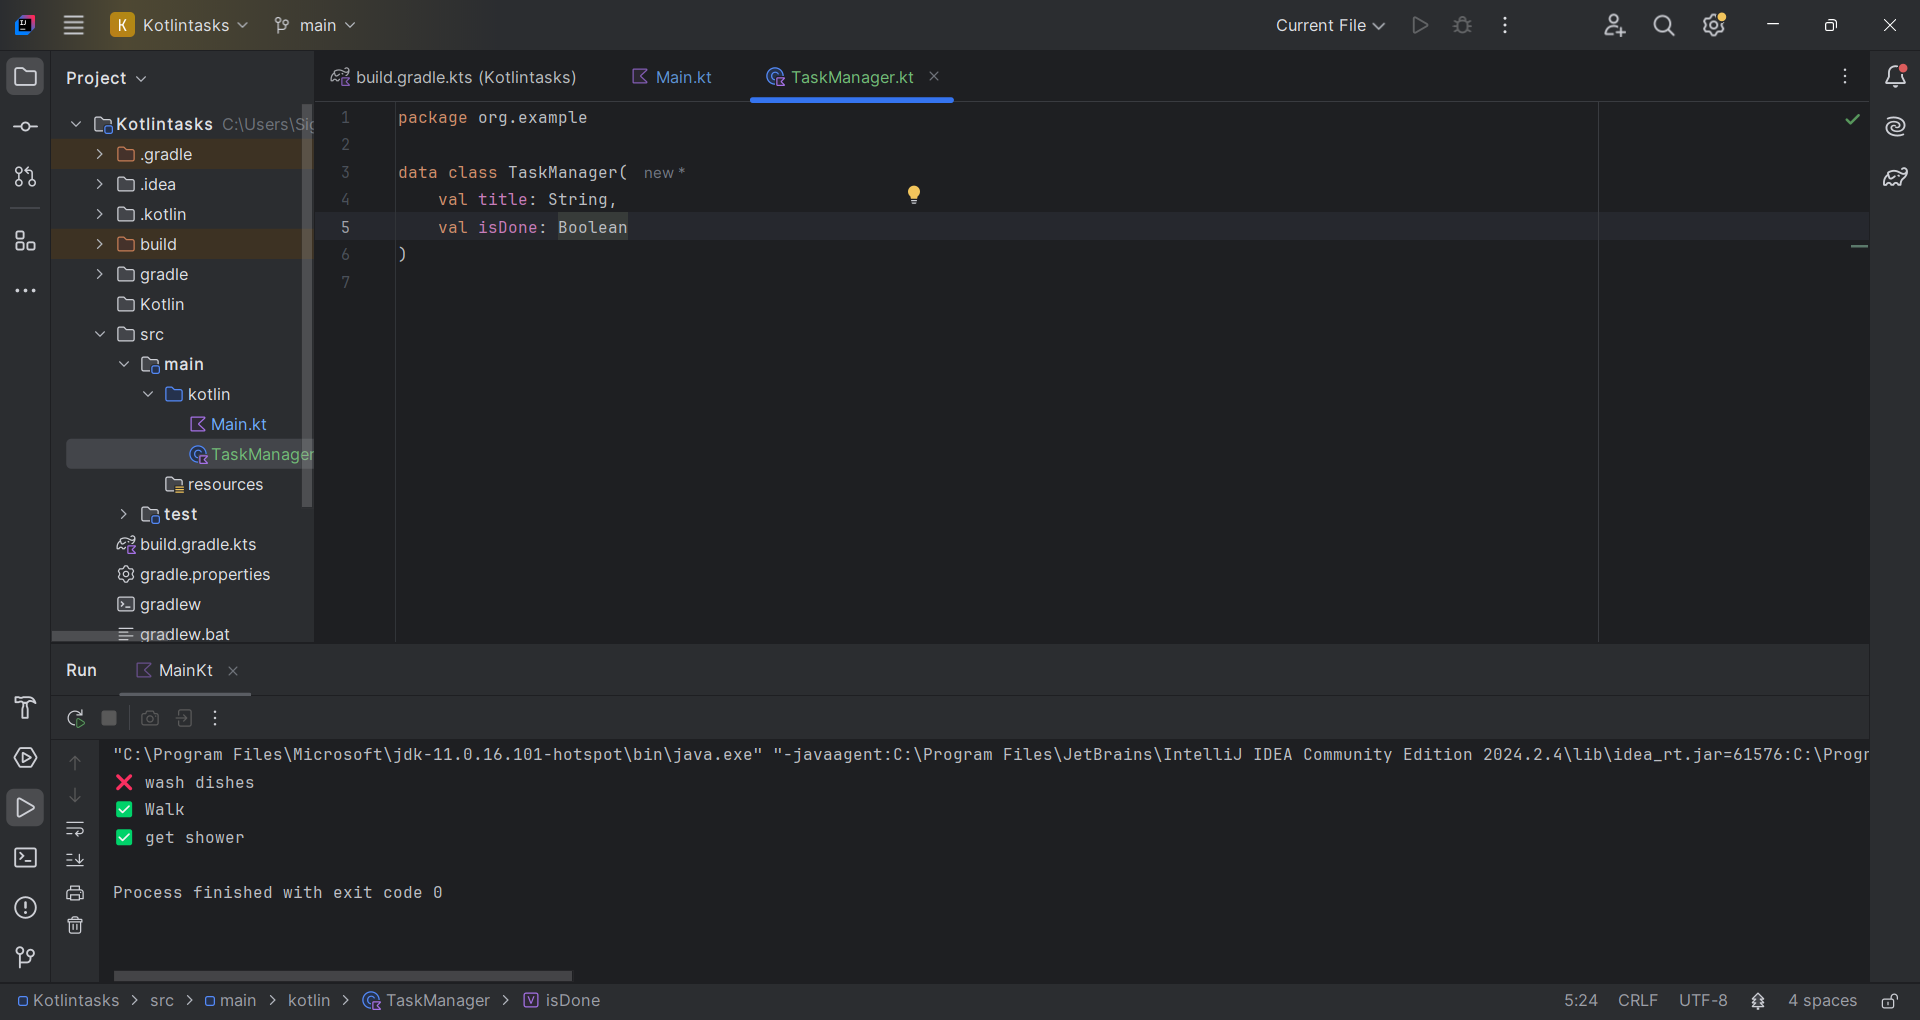 K Kotlintasks main Current File
Project
build.gradle.kts (Kotlintasks) Main.kt TaskManager.kt
Kotlintasks C:\Users\Sig
.gradle
.idea
.kotlin
build
gradle
Kotlin
src
main
kotlin
Main.kt
TaskManager
resources
test
build.gradle.kts
gradle.properties
gradlew
gradlew.bat
1 package org.example
2
3 data class TaskManager( new *
4 val title: String,
5 val isDone: Boolean
6 )
7
Run MainKt
"C:\Program Files\Microsoft\jdk-11.0.16.101-hotspot\bin\java.exe" "-javaagent:C:\Program Files\JetBrains\IntelliJ IDEA Community Edition 2024.2.4\lib\idea_rt.jar=61576:C:\Progr
❌ wash dishes
✅ Walk
✅ get shower
Process finished with exit code 0
Kotlintasks > src > main > kotlin > TaskManager > isDone 5:24 CRLF UTF-8 4 spaces